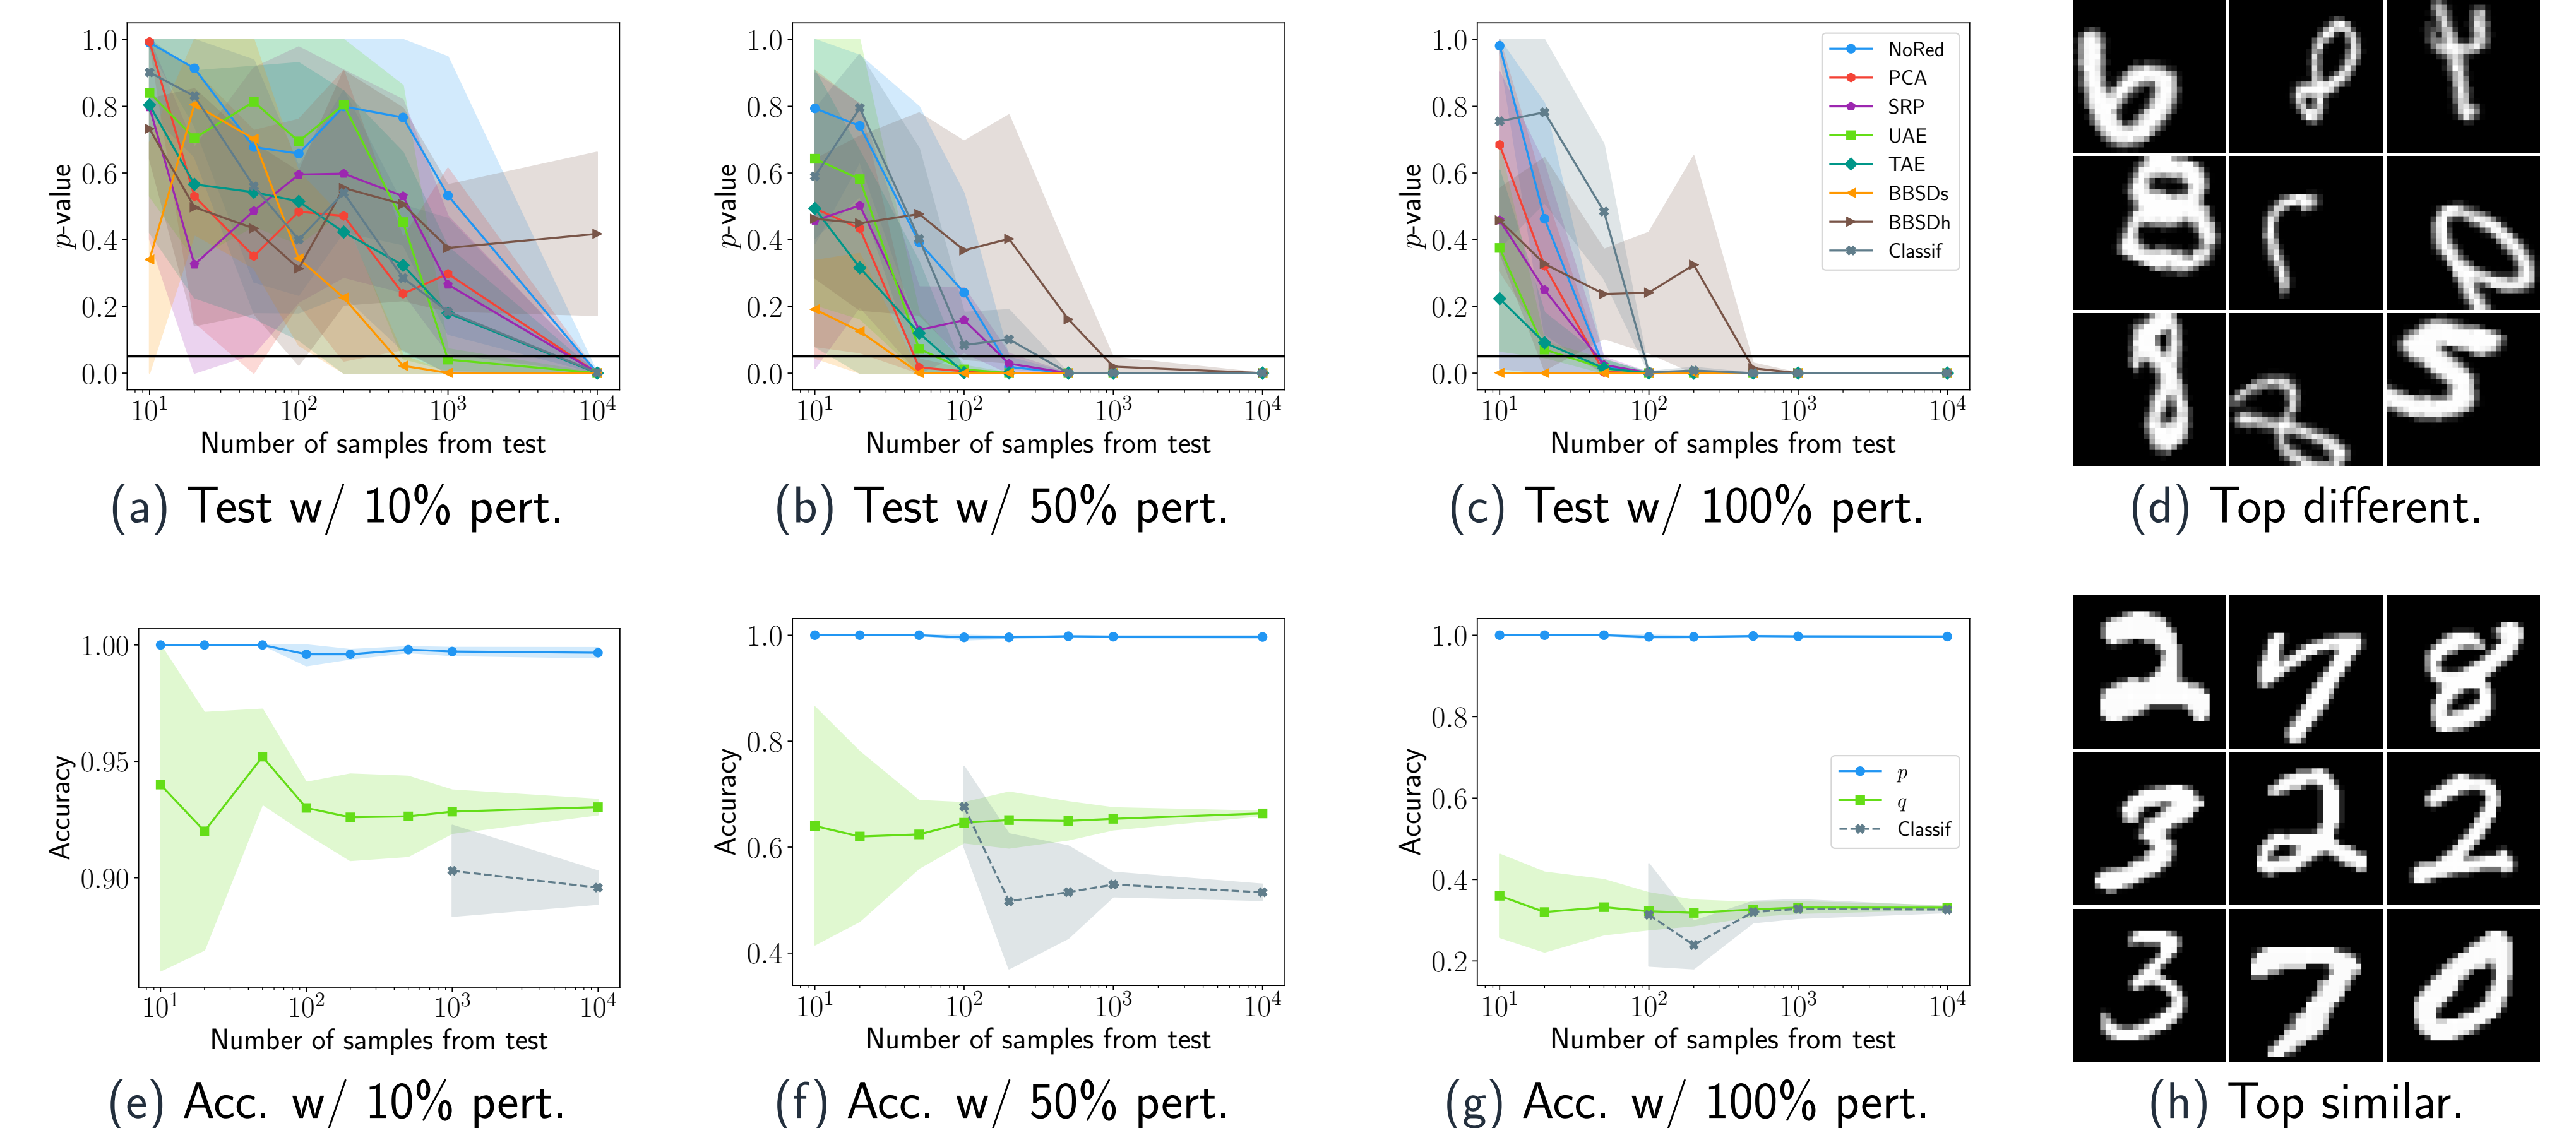 1.0
0.8
0.6
0.4
0.2
0.0
p-value
10^1
10^2
10^3
10^4
Number of samples from test
(a) Test w/ 10% pert.
1.0
0.8
0.6
0.4
0.2
0.0
p-value
10^1
10^2
10^3
10^4
Number of samples from test
(b) Test w/ 50% pert.
1.0
0.8
0.6
0.4
0.2
0.0
p-value
10^1
10^2
10^3
10^4
Number of samples from test
NoRed
PCA
SRP
UAE
TAE
BBSDs
BBSDh
Classif
(c) Test w/ 100% pert.
(d) Top different.
1.00
0.95
0.90
Accuracy
10^1
10^2
10^3
10^4
Number of samples from test
(e) Acc. w/ 10% pert.
1.0
0.8
0.6
0.4
Accuracy
10^1
10^2
10^3
10^4
Number of samples from test
(f) Acc. w/ 50% pert.
1.0
0.8
0.6
0.4
0.2
Accuracy
10^1
10^2
10^3
10^4
Number of samples from test
p
q
Classif
(g) Acc. w/ 100% pert.
2 7 8
3 2 2
3 7 0
(h) Top similar.